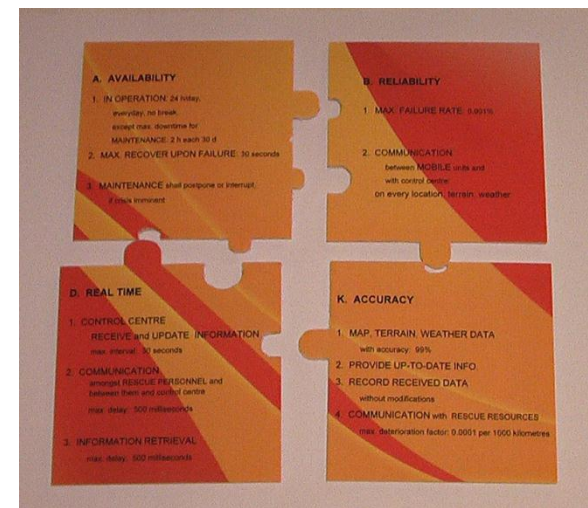 A. AVAILABILITY
1. IN OPERATION: 24 h/day,
everyday, no break
except max. downtime for
MAINTENANCE: 2 h each 30 d
2. MAX. RECOVER UPON FAILURE: 30 seconds
3. MAINTENANCE shall postpone or interrupt,
if crisis imminent
B. RELIABILITY
1. MAX. FAILURE RATE: 0.001%
2. COMMUNICATION
between MOBILE units and
with control centre:
on every location, terrain, weather
D. REAL TIME
1. CONTROL CENTRE
RECEIVE and UPDATE INFORMATION
max. interval: 30 seconds
2. COMMUNICATION
amongst RESCUE PERSONNEL and
between them and control centre
max. delay: 500 milliseconds
3. INFORMATION RETRIEVAL
max. delay: 500 milliseconds
K. ACCURACY
1. MAP, TERRAIN, WEATHER DATA
with accuracy: 99%
2. PROVIDE UP-TO-DATE INFO.
3. RECORD RECEIVED DATA
without modifications
4. COMMUNICATION with RESCUE RESOURCES
max. deterioration factor: 0.0001 per 1000 kilometres